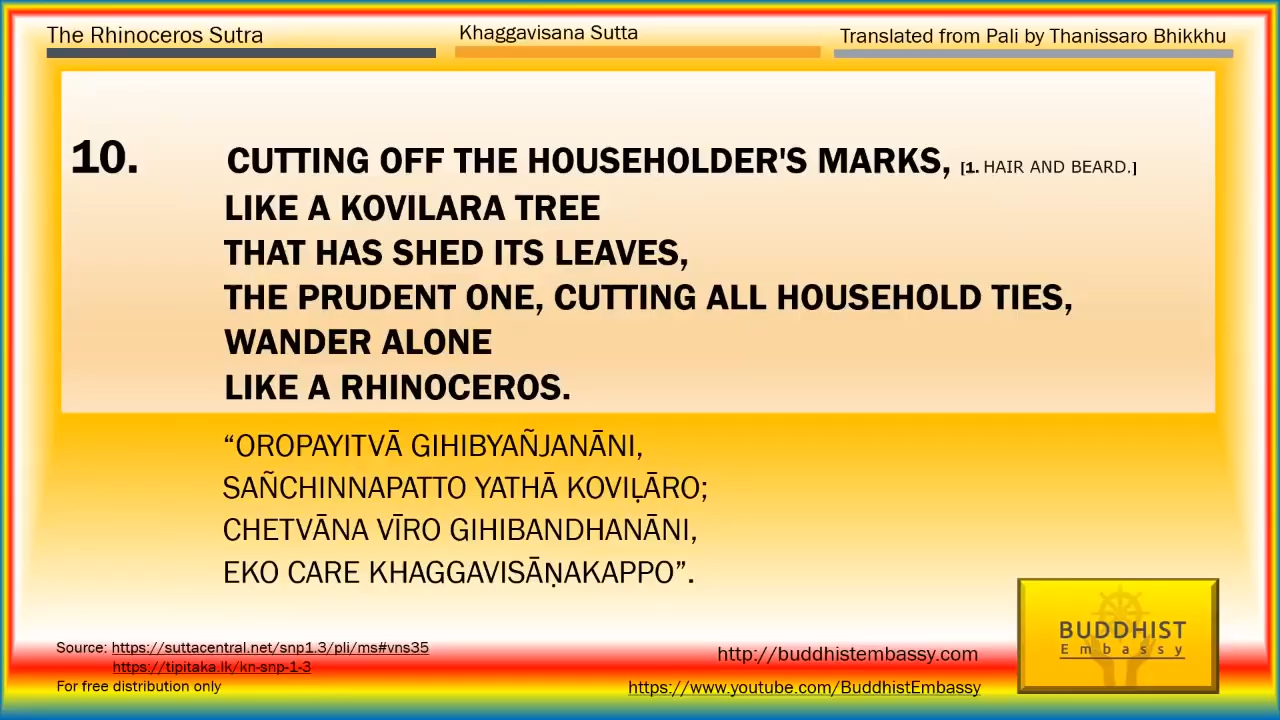 The Rhinoceros Sutra
Khaggavisana Sutta
Translated from Pali by Thanissaro Bhikkhu
10. CUTTING OFF THE HOUSEHOLDER'S MARKS, [1. HAIR AND BEARD.]
LIKE A KOVILARA TREE
THAT HAS SHED ITS LEAVES,
THE PRUDENT ONE, CUTTING ALL HOUSEHOLD TIES,
WANDER ALONE
LIKE A RHINOCEROS.
“OROPAYITVĀ GIHIBYAÑJANĀNI,
SAÑCHINNAPATTO YATHĀ KOVIḶĀRO;
CHETVĀNA VĪRO GIHIBANDHANĀNI,
EKO CARE KHAGGAVISĀṆAKAPPO”.
Source: https://suttacentral.net/snp1.3/pli/ms#vns35
https://tipitaka.lk/kn-snp-1-3
For free distribution only
http://buddhistembassy.com
https://www.youtube.com/BuddhistEmbassy
BUDDHIST
Embassy